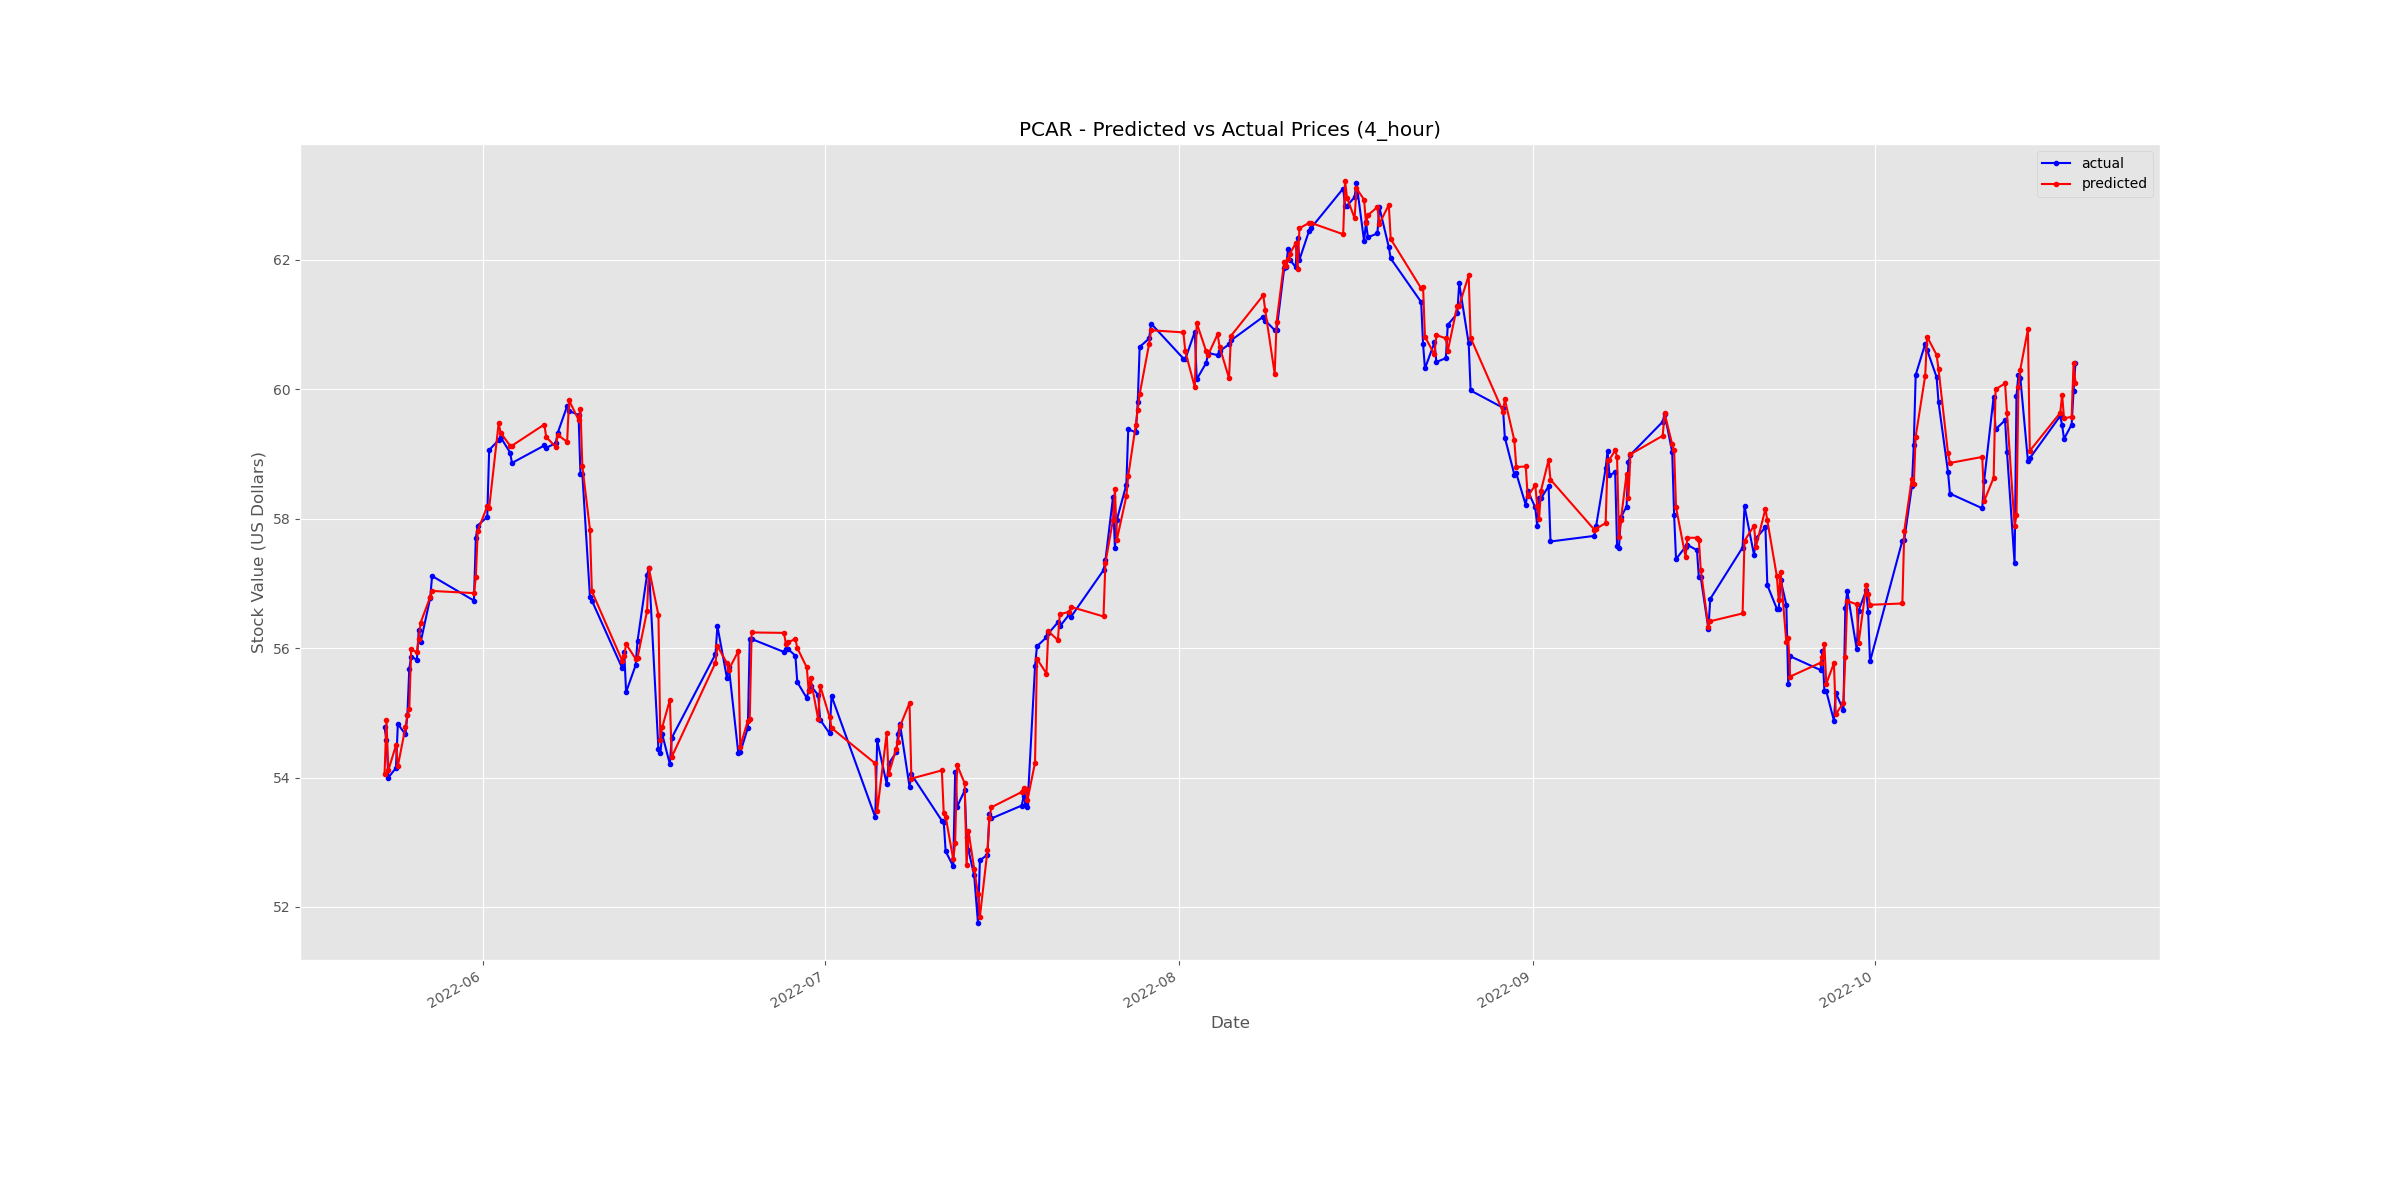 PCAR - Predicted vs Actual Prices (4_hour)
actual
predicted
Stock Value (US Dollars)
62
60
58
56
54
52
2022-06
2022-07
2022-08
2022-09
2022-10
Date